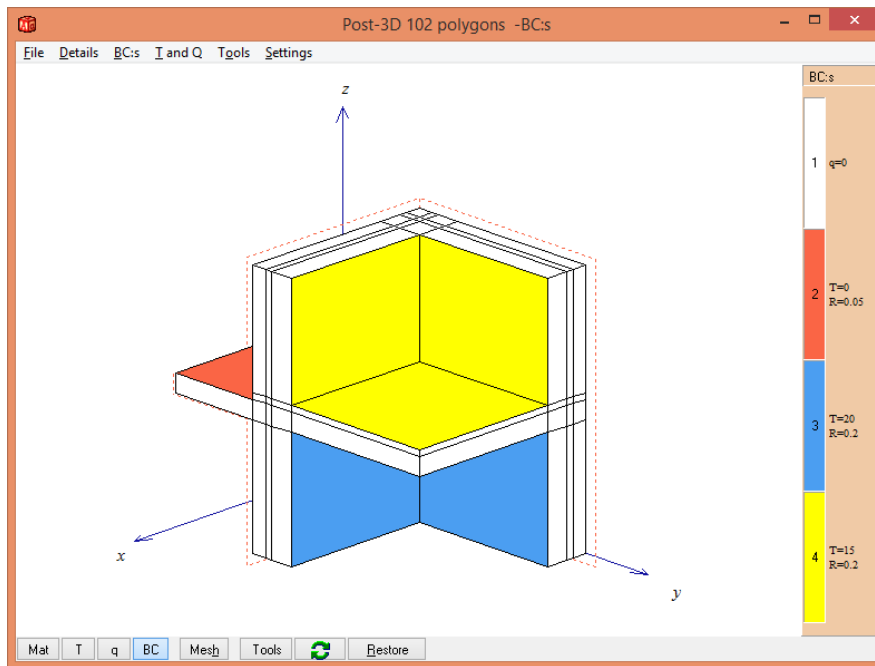 Post-3D 102 polygons -BC:s
File Details BC:s T and Q Tools Settings
BC:s
z
1 q=0
2 T=0
R=0.05
3 T=20
R=0.2
4 T=15
R=0.2
x
y
Mat T q BC Mesh Tools Restore